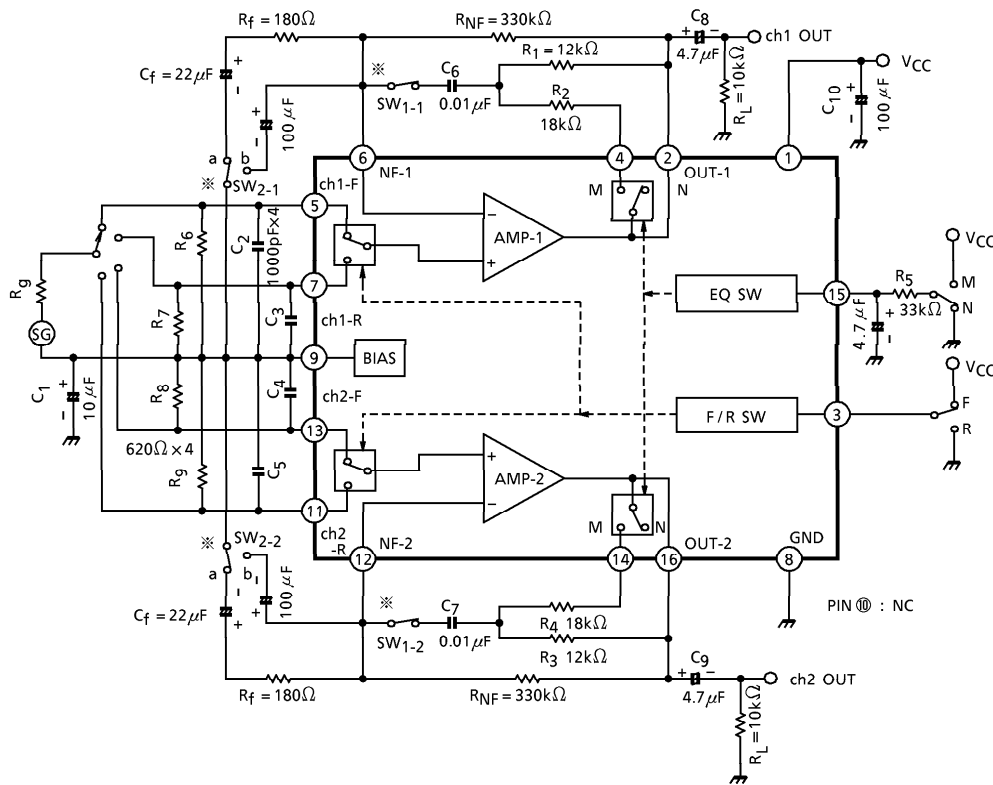 Rf = 180Ω
RNF = 330kΩ
C8
+ −
4.7μF
ch1 OUT
R1 = 12kΩ
Cf = 22μF
+
-
※
SW1-1
C6
0.01μF
R2
18kΩ
RL = 10kΩ
VCC
C10
+
-
100μF
+
-
100μF
a
b
※
SW2-1
6
NF-1
4
2
OUT-1
1
M
N
ch1-F
5
AMP-1
−
+
R6
C2
1000pF×4
Rg
SG
7
ch1-R
R7
C3
EQ SW
15
R5
33kΩ
VCC
M
N
4.7μF
+
-
9
BIAS
C1
+
-
10μF
R8
C4
ch2-F
VCC
F/R SW
3
F
R
13
620Ω×4
R9
C5
AMP-2
+
−
11
ch2
-R
M
N
※
SW2-2
a
b
-
+
100μF
12
NF-2
14
16
OUT-2
GND
8
Cf = 22μF
-
+
※
SW1-2
C7
0.01μF
R4 18kΩ
R3 12kΩ
PIN ⑩ : NC
Rf = 180Ω
RNF = 330kΩ
C9
+ −
4.7μF
ch2 OUT
RL = 10kΩ